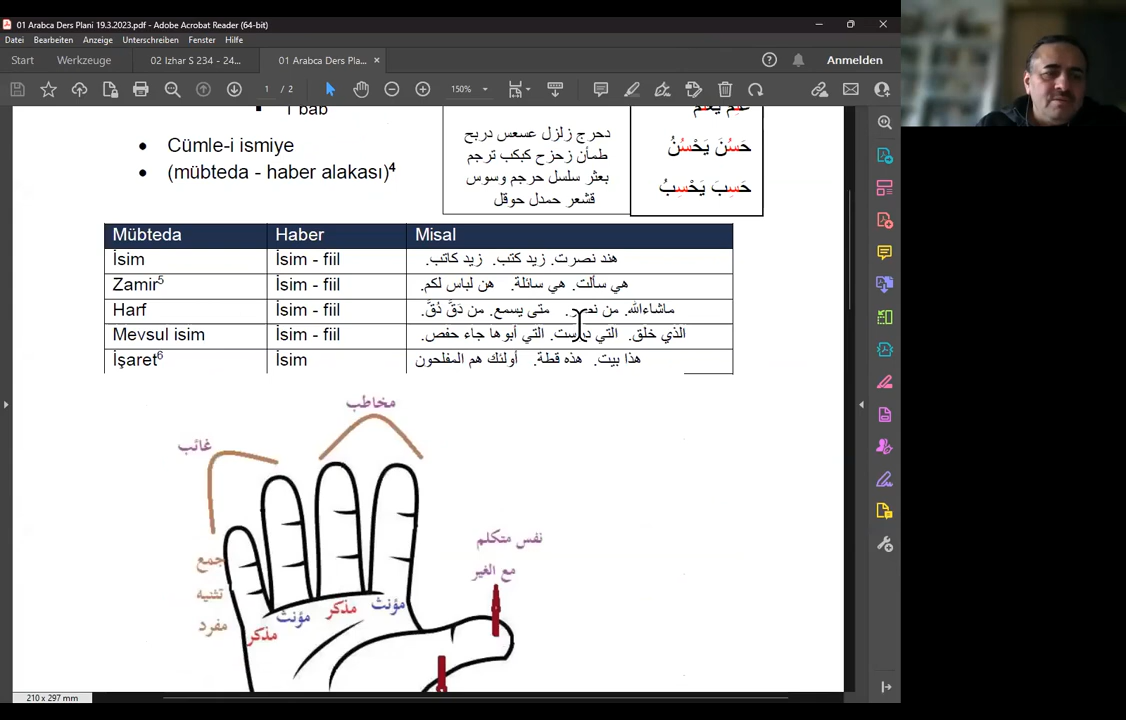 01 Arabca Ders Plani 19.3.2023.pdf - Adobe Acrobat Reader (64-bit)
Datei Bearbeiten Anzeige Unterschreiben Fenster Hilfe
Start Werkzeuge 02 Izhar S 234 - 24... 01 Arabca Ders Pla... × Anmelden
1 / 2 150%
1 bab
• Cümle-i ismiye
• (mübteda - haber alakası)4
دحرج زلزل عسعس دربح
طمأن زحزح كبكب ترجم
بعثر سلسل حرجم وسوس
قشعر حمدل حوقل
حَسُنَ يَحْسُنُ
حَسِبَ يَحْسِبُ
Mübteda Haber Misal
İsim İsim - fiil هند نصرت. زيد كتب. زيد كاتب.
Zamir5 İsim - fiil هي سألت. هي سائلة. هن لباس لكم.
Harf İsim - fiil ماشاءالله. من متى يسمع. من دَقَّ دُقَّ.
Mevsul isim İsim - fiil الذي خلق. التي التي أبوها جاء حفص.
İşaret6 İsim هذا بيت. هذه قطة. أولئك هم المفلحون
مخاطب
غائب
نفس متكلم
مع الغير
جمع
تثنيه
مفرد
مذكر مؤنث مذكر مؤنث
210 x 297 mm